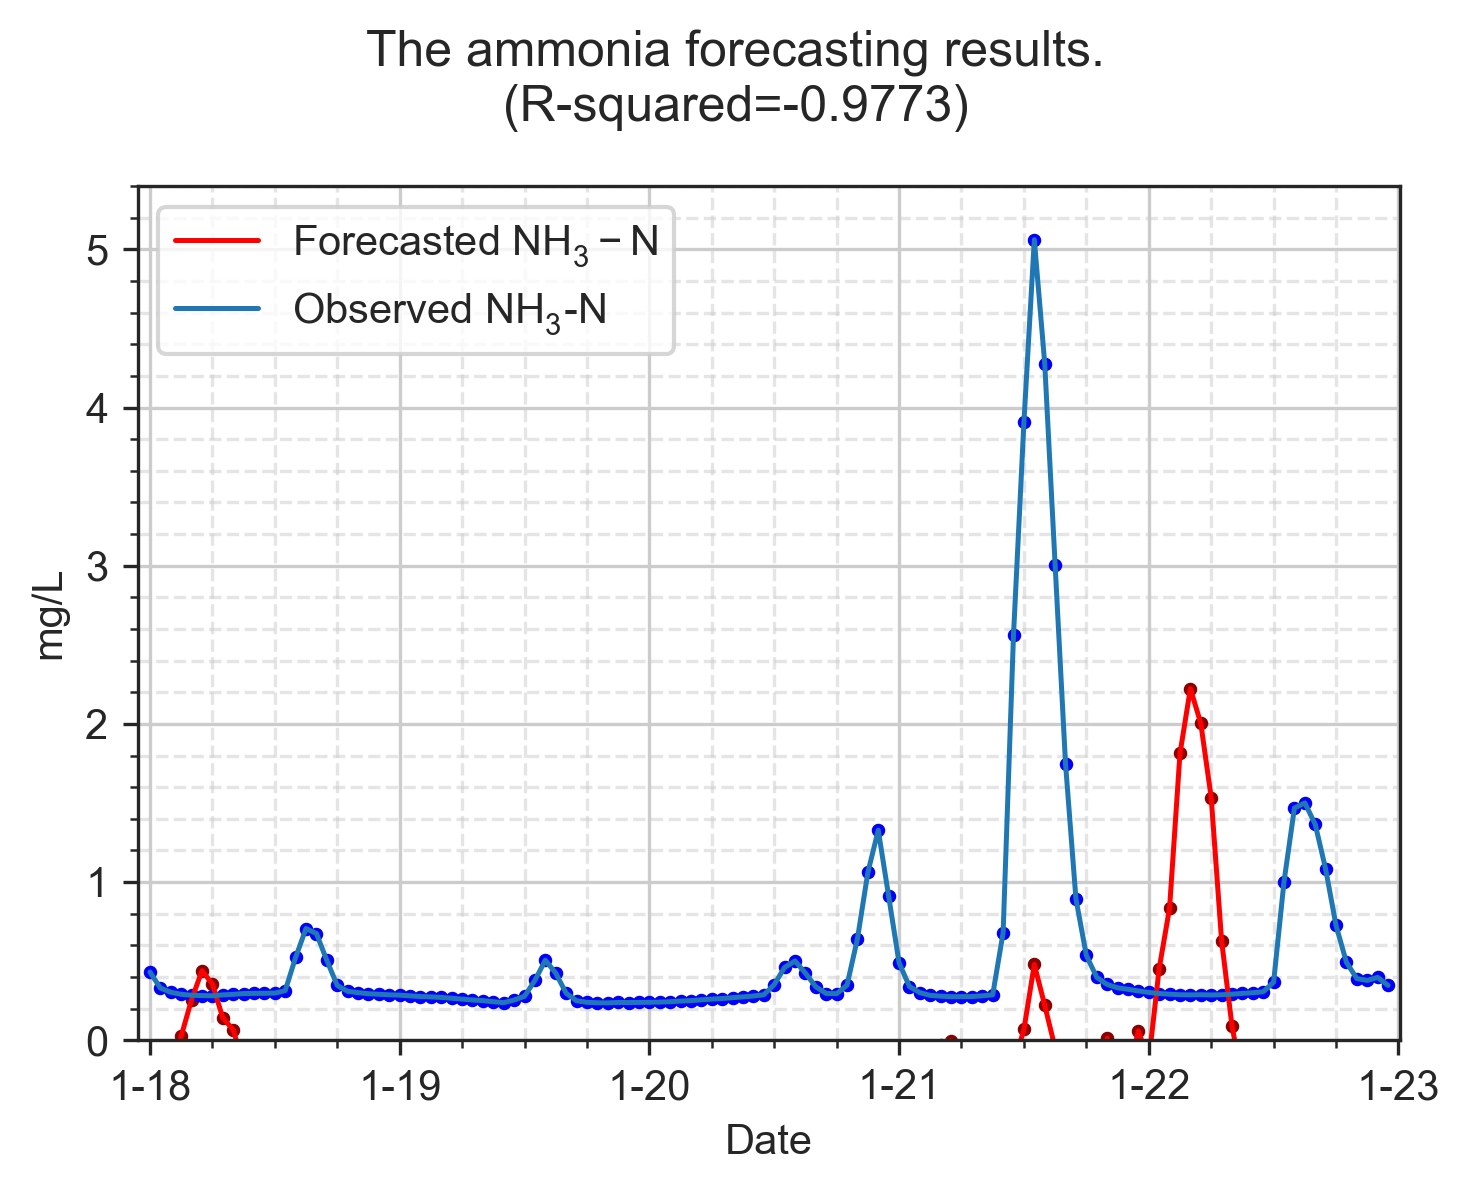 The ammonia forecasting results.
(R-squared=-0.9773)
Forecasted NH₃ − N
Observed NH₃-N
5
4
3
2
1
0
mg/L
1-18 1-19 1-20 1-21 1-22 1-23
Date